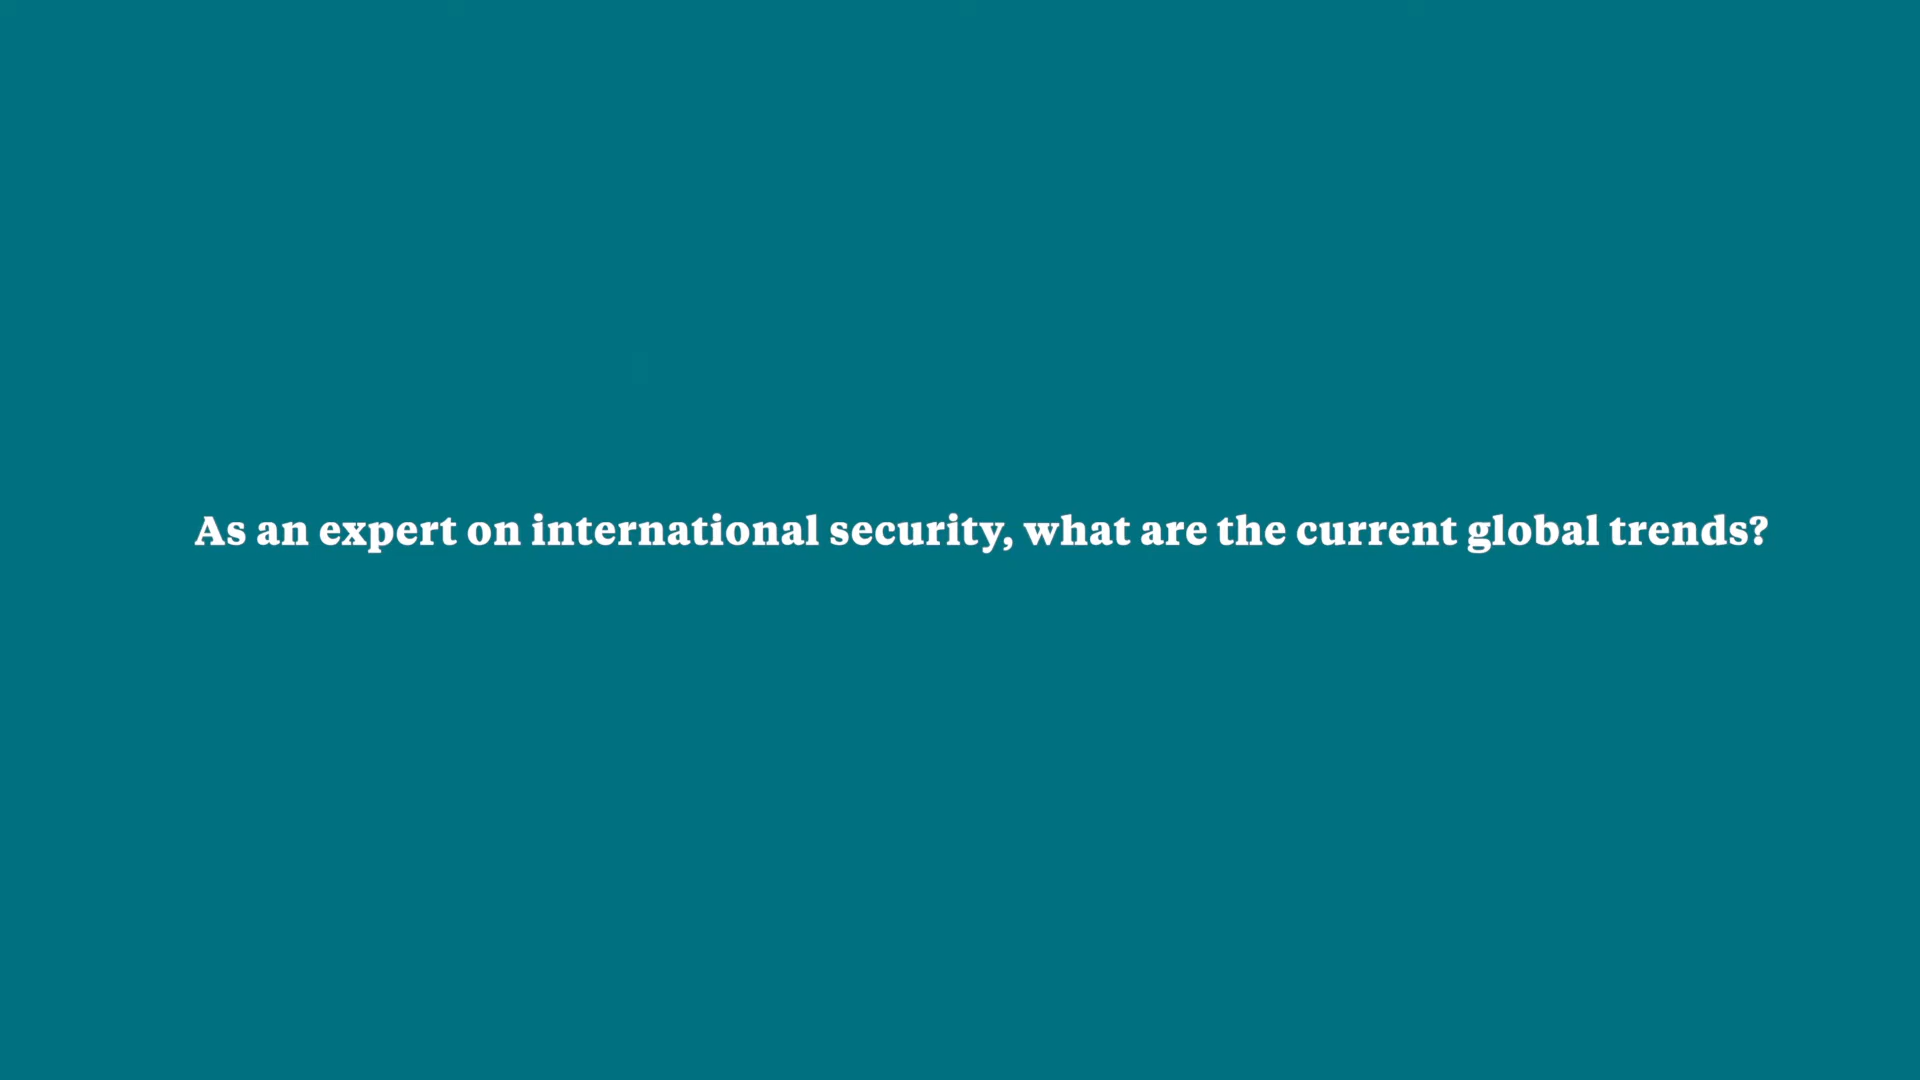 As an expert on international security, what are the current global trends?